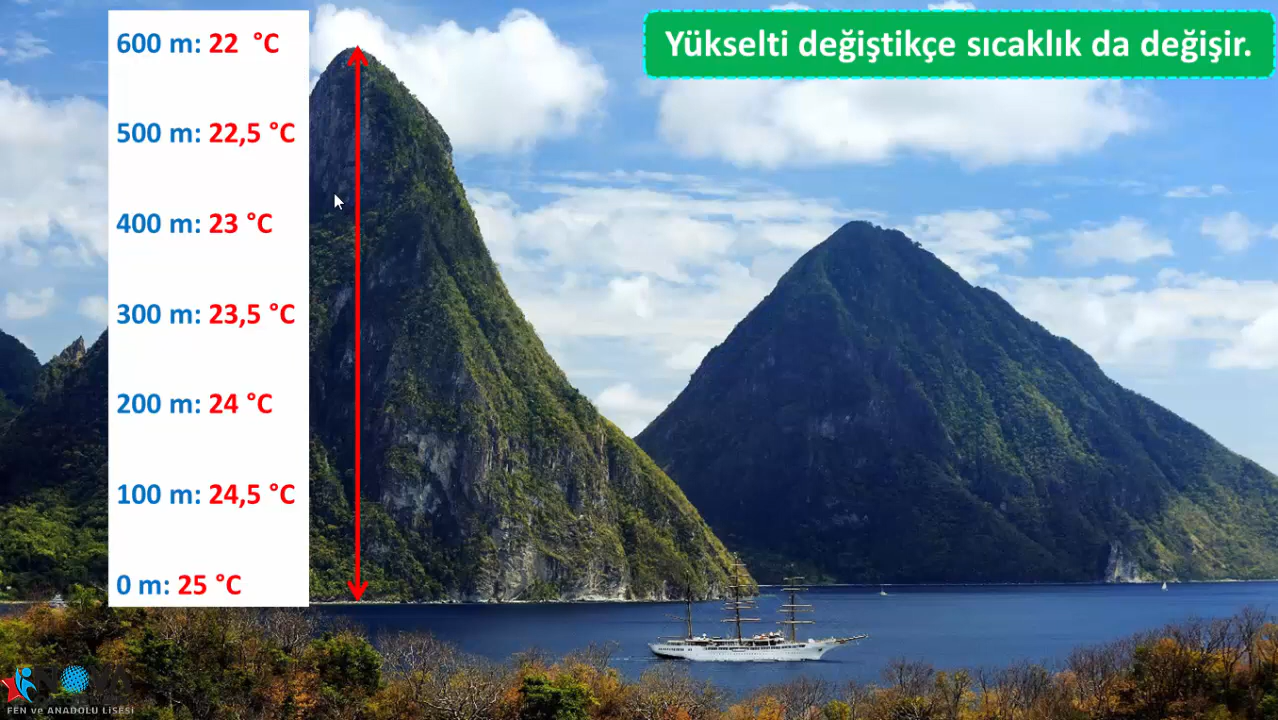 Yükselti değiştikçe sıcaklık da değişir.
600 m: 22 °C
500 m: 22,5 °C
400 m: 23 °C
300 m: 23,5 °C
200 m: 24 °C
100 m: 24,5 °C
0 m: 25 °C
FEN ve ANADOLU LİSESİ